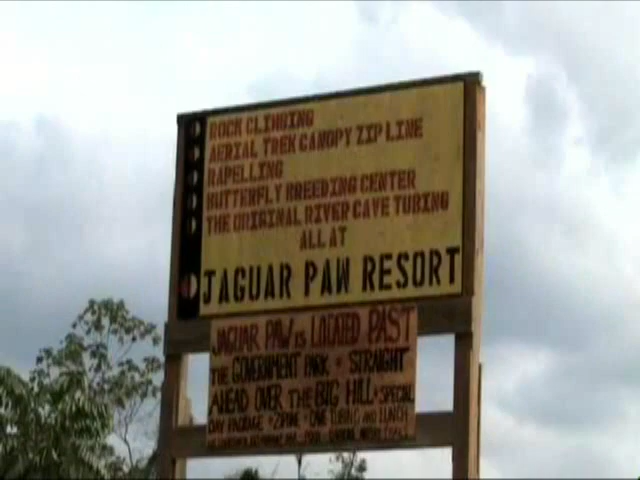 ROCK CLIMBING
AERIAL TREK CANOPY ZIP LINE
RAPELLING
BUTTERFLY BREEDING CENTER
THE ORIGINAL RIVER CAVE TUBING
ALL AT
JAGUAR PAW RESORT
JAGUAR PAW IS LOCATED PAST
THE GOVERNMENT PARK - STRAIGHT
AHEAD OVER THE BIG HILL - SPECIAL
DAY PACKAGE - ZIPLINE - CAVE TUBING AND LUNCH